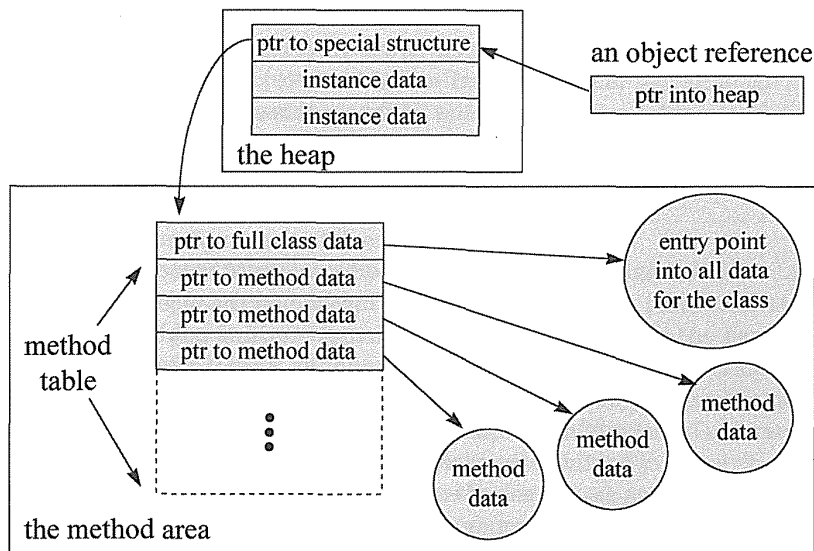 ptr to special structure
instance data
instance data
the heap
an object reference
ptr into heap
ptr to full class data
ptr to method data
ptr to method data
ptr to method data
method
table
entry point
into all data
for the class
method
data
method
data
method
data
the method area